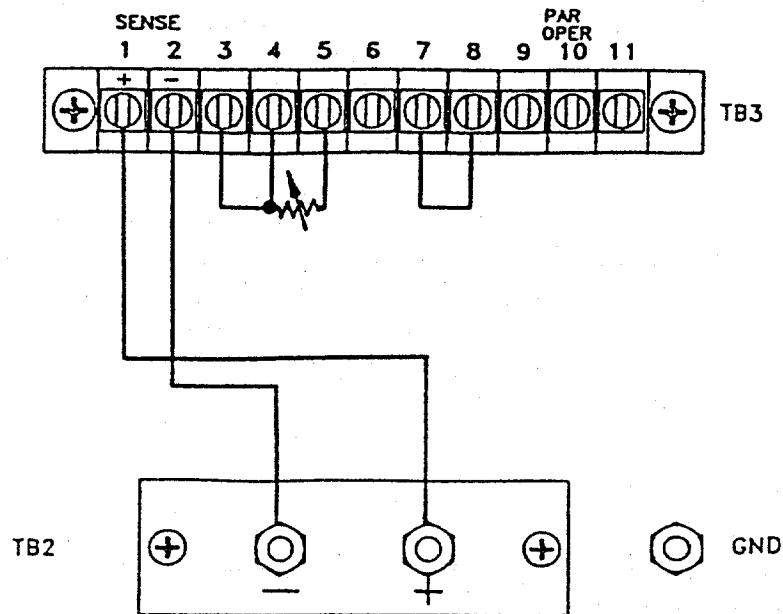 SENSE
PAR
OPER
1 2 3 4 5 6 7 8 9 10 11
+ −
TB3
TB2
GND
− +